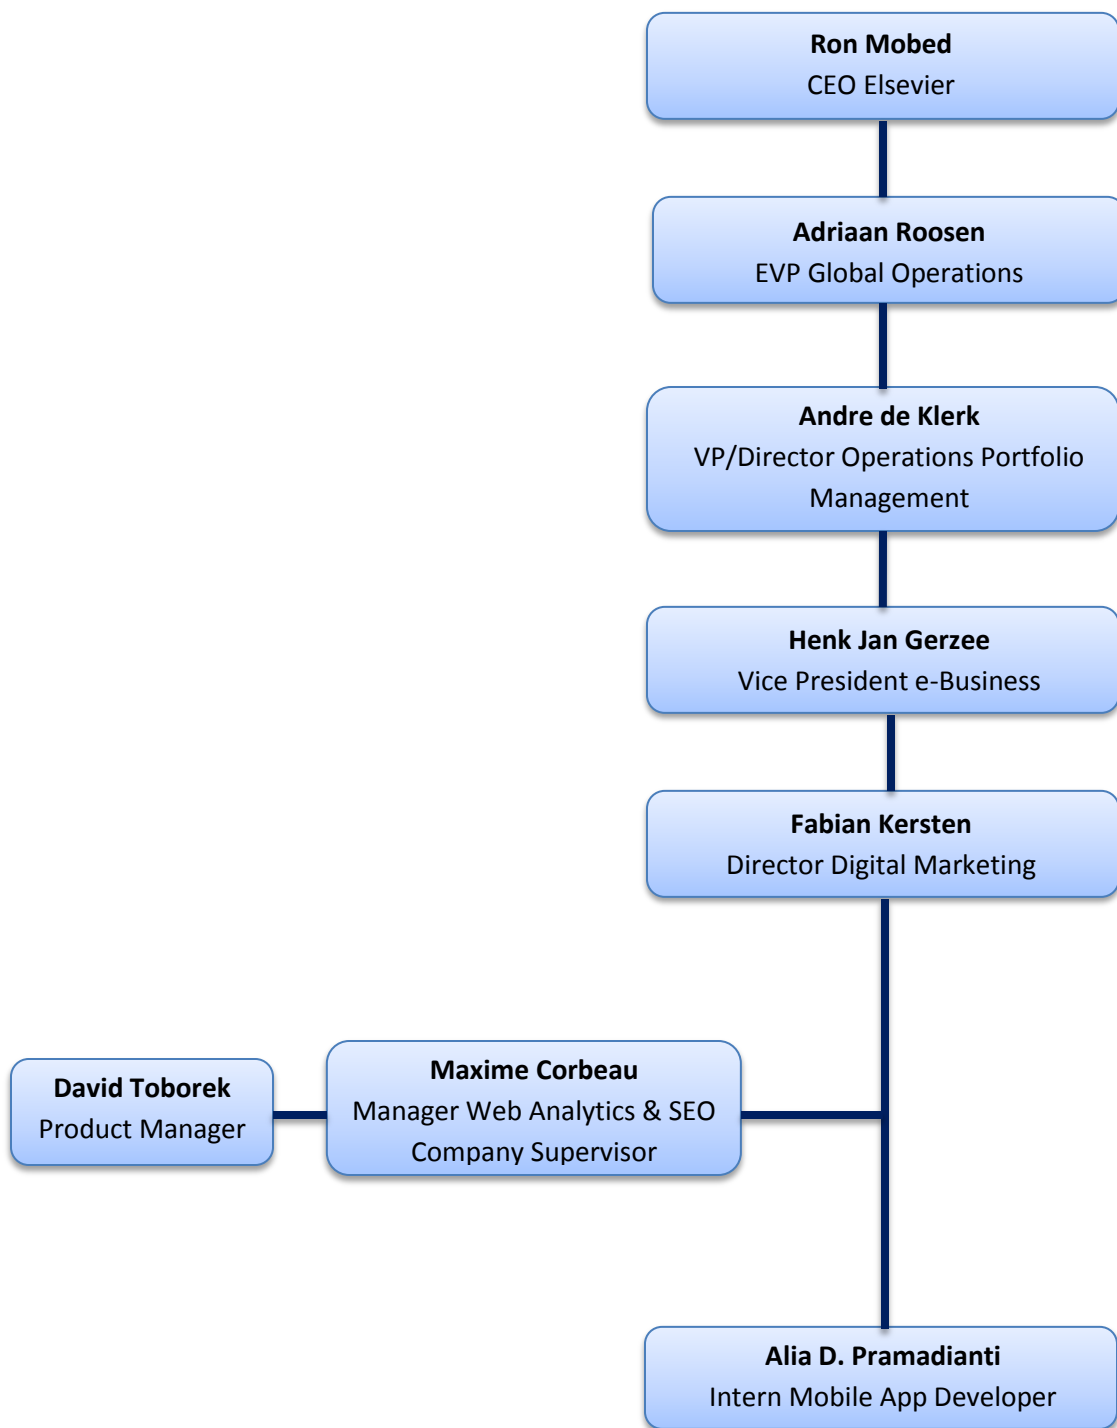 Ron Mobed
CEO Elsevier
Adriaan Roosen
EVP Global Operations
Andre de Klerk
VP/Director Operations Portfolio
Management
Henk Jan Gerzee
Vice President e-Business
Fabian Kersten
Director Digital Marketing
David Toborek
Product Manager
Maxime Corbeau
Manager Web Analytics & SEO
Company Supervisor
Alia D. Pramadianti
Intern Mobile App Developer